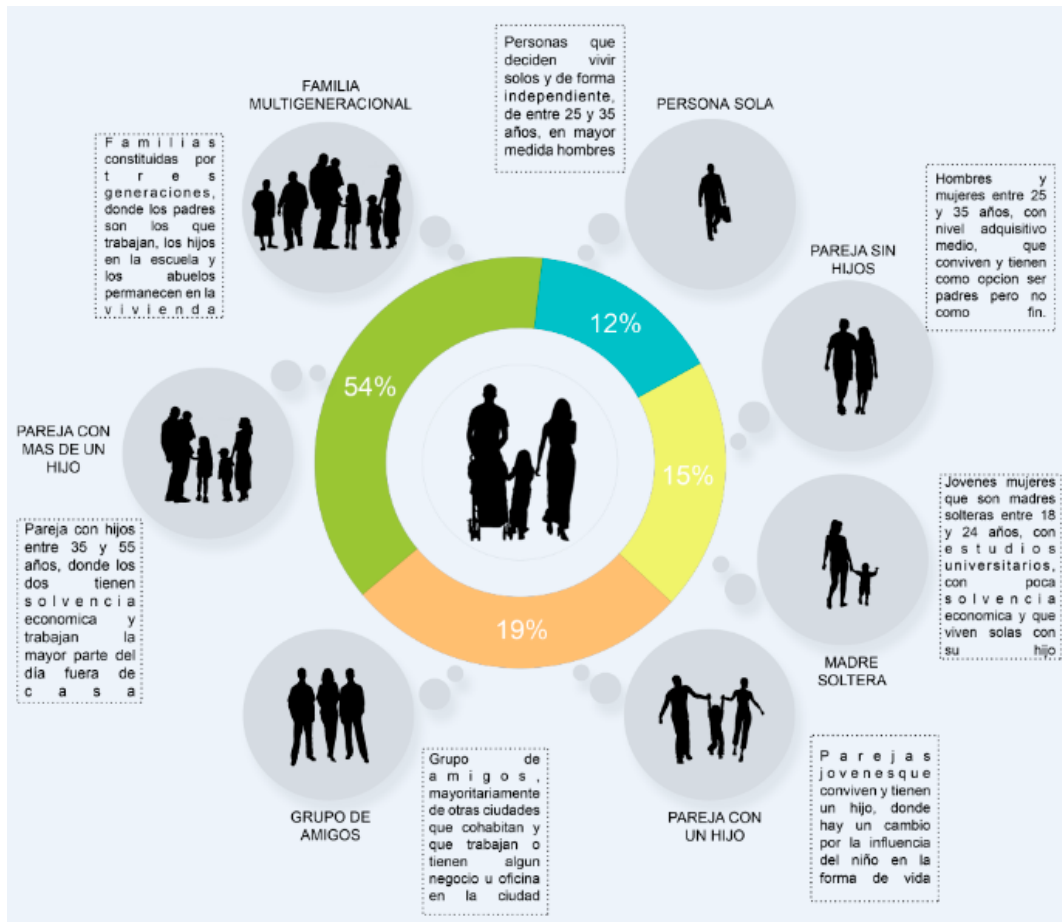 FAMILIA
MULTIGENERACIONAL
Familias
constituidas por
tres
generaciones,
donde los padres
son los que
trabajan, los hijos
en la escuela y
los abuelos
permanecen en la
vivienda
Personas que
deciden vivir
solos y de forma
independiente,
de entre 25 y 35
años, en mayor
medida hombres
PERSONA SOLA
Hombres y
mujeres entre 25
y 35 años, con
nivel adquisitivo
medio, que
conviven y tienen
como opcion ser
padres pero no
como fin.
PAREJA SIN
HIJOS
12%
54%
15%
19%
PAREJA CON
MAS DE UN
HIJO
Pareja con hijos
entre 35 y 55
años, donde los
dos tienen
solvencia
economica y
trabajan la
mayor parte del
día fuera de
casa
Jovenes mujeres
que son madres
solteras entre 18
y 24 años, con
estudios
universitarios,
con poca
solvencia
economica y que
viven solas con
su hijo
MADRE
SOLTERA
GRUPO DE
AMIGOS
Grupo de
amigos,
mayoritariamente
de otras ciudades
que cohabitan y
que trabajan o
tienen algun
negocio u oficina
en la ciudad
PAREJA CON
UN HIJO
Parejas
jovenesque
conviven y tienen
un hijo, donde
hay un cambio
por la influencia
del niño en la
forma de vida